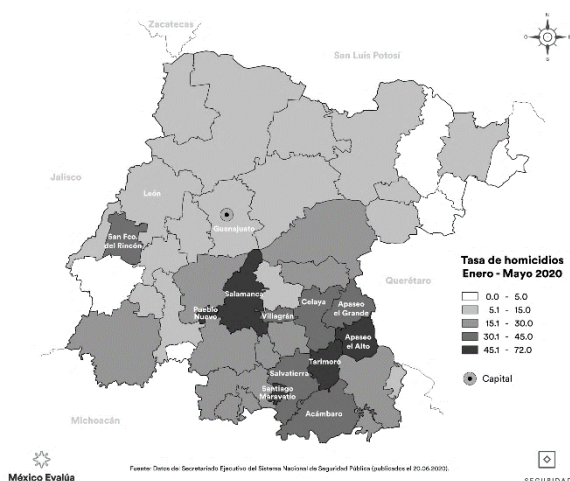 Zacatecas
N
O
E
S
San Luis Potosí
Jalisco
León
Guanajuato
San Fco.
del Rincón
Querétaro
Tasa de homicidios
Enero - Mayo 2020
0.0 - 5.0
5.1 - 15.0
15.1 - 30.0
30.1 - 45.0
45.1 - 72.0
Capital
Salamanca
Pueblo
Nuevo
Villagrán
Celaya
Apaseo
el Grande
Apaseo
el Alto
Tarimoro
Salvatierra
Santiago
Maravatío
Acámbaro
Michoacán
México Evalúa
Fuente: Datos del Secretariado Ejecutivo del Sistema Nacional de Seguridad Pública (publicados el 20.06.2020).
SEGURIDAD